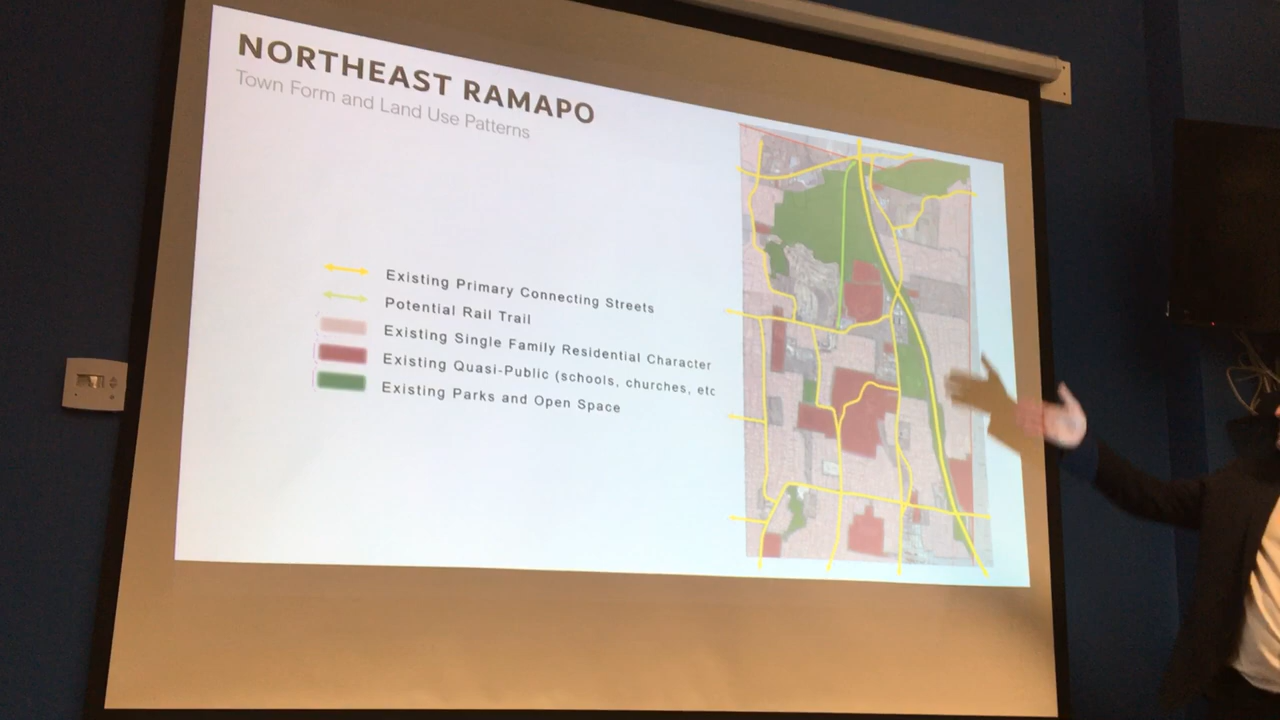 NORTHEAST RAMAPO
Town Form and Land Use Patterns
Existing Primary Connecting Streets
Potential Rail Trail
Existing Single Family Residential Character
Existing Quasi-Public (schools, churches, etc
Existing Parks and Open Space